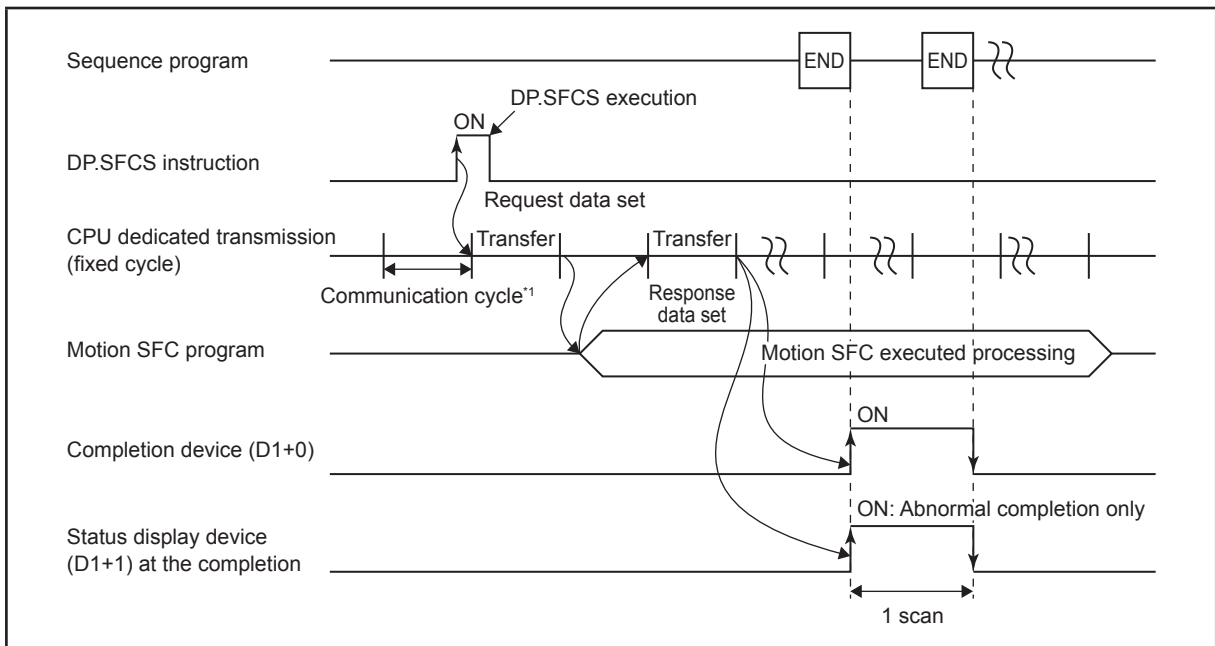 Sequence program
END
END
DP.SFCS execution
ON
DP.SFCS instruction
Request data set
CPU dedicated transmission
(fixed cycle)
Transfer
Transfer
Communication cycle*1
Response
data set
Motion SFC program
Motion SFC executed processing
ON
Completion device (D1+0)
ON: Abnormal completion only
Status display device
(D1+1) at the completion
1 scan